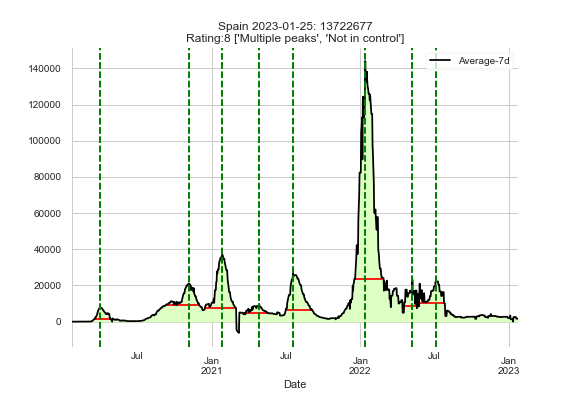 Spain 2023-01-25: 13722677
Rating:8 ['Multiple peaks', 'Not in control']
Average-7d
140000
120000
100000
80000
60000
40000
20000
0
Jul
Jan
2021
Jul
Jan
2022
Jul
Jan
2023
Date